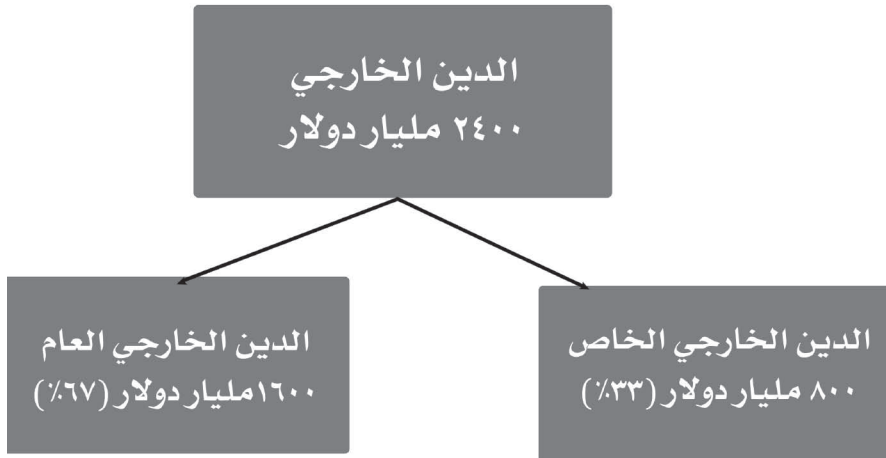 الدين الخارجي
٢٤٠٠ مليار دولار
الدين الخارجي الخاص
٨٠٠ مليار دولار (٣٣٪)
الدين الخارجي العام
١٦٠٠مليار دولار (٦٧٪)